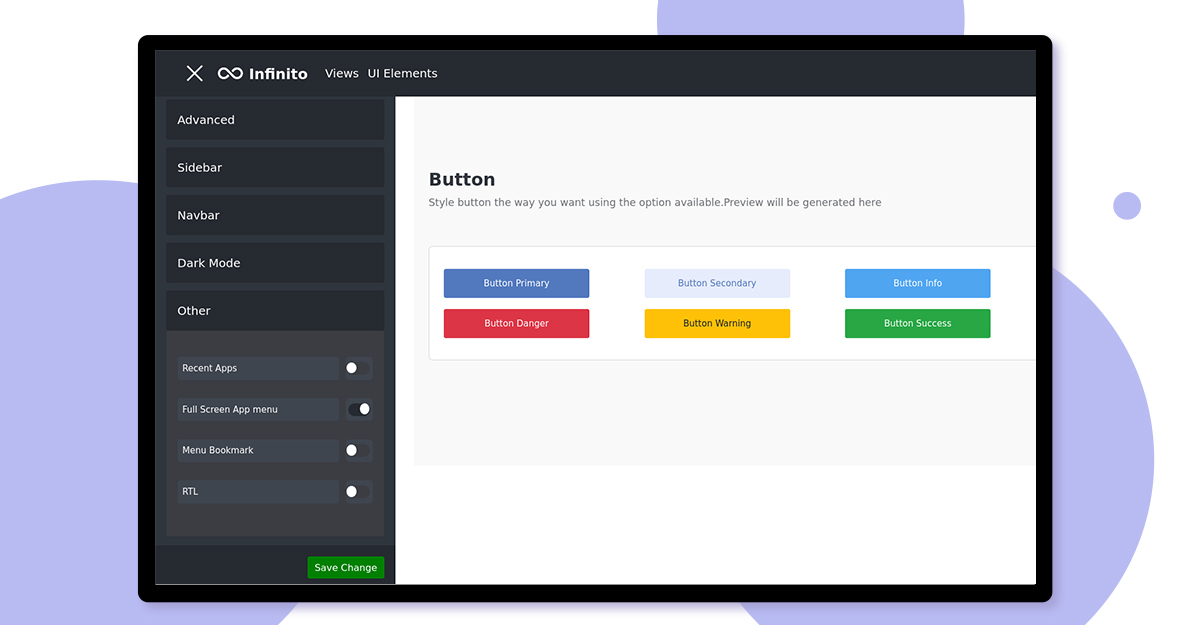 Infinito Views UI Elements
Advanced
Sidebar
Navbar
Dark Mode
Other
Recent Apps
Full Screen App menu
Menu Bookmark
RTL
Save Change
Button
Style button the way you want using the option available.Preview will be generated here
Button Primary Button Secondary Button Info
Button Danger Button Warning Button Success